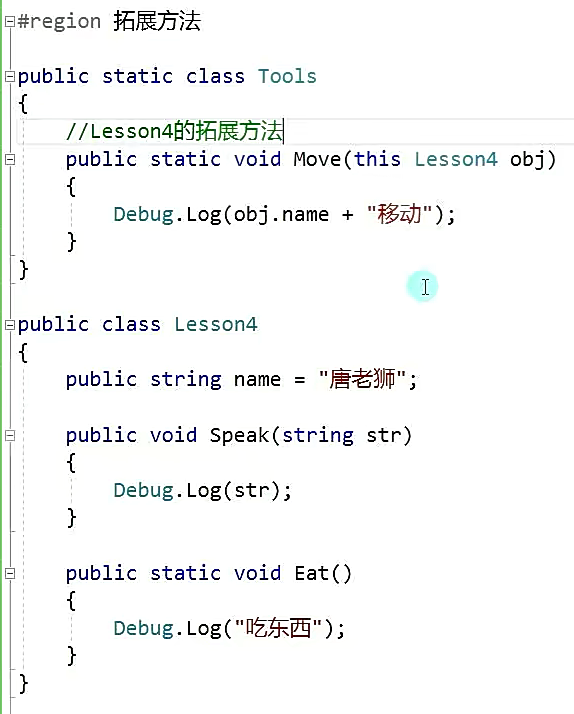 #region 拓展方法
public static class Tools
{
//Lesson4的拓展方法
public static void Move(this Lesson4 obj)
{
Debug.Log(obj.name + "移动");
}
}
public class Lesson4
{
public string name = "唐老狮";
public void Speak(string str)
{
Debug.Log(str);
}
public static void Eat()
{
Debug.Log("吃东西");
}
}